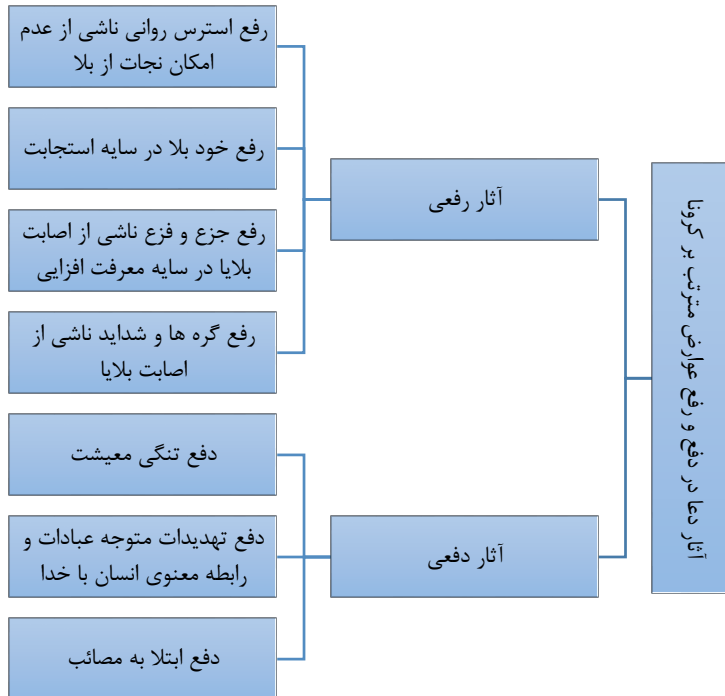 آثار دعا در دفع و رفع عوارض مترتب بر کرونا
آثار رفعی
رفع استرس روانی ناشی از عدم
امکان نجات از بلا
رفع خود بلا در سایه استجابت
رفع جزع و فزع ناشی از اصابت
بلایا در سایه معرفت افزایی
رفع گره ها و شداید ناشی از
اصابت بلایا
آثار دفعی
دفع تنگی معیشت
دفع تهدیدات متوجه عبادات و
رابطه معنوی انسان با خدا
دفع ابتلا به مصائب